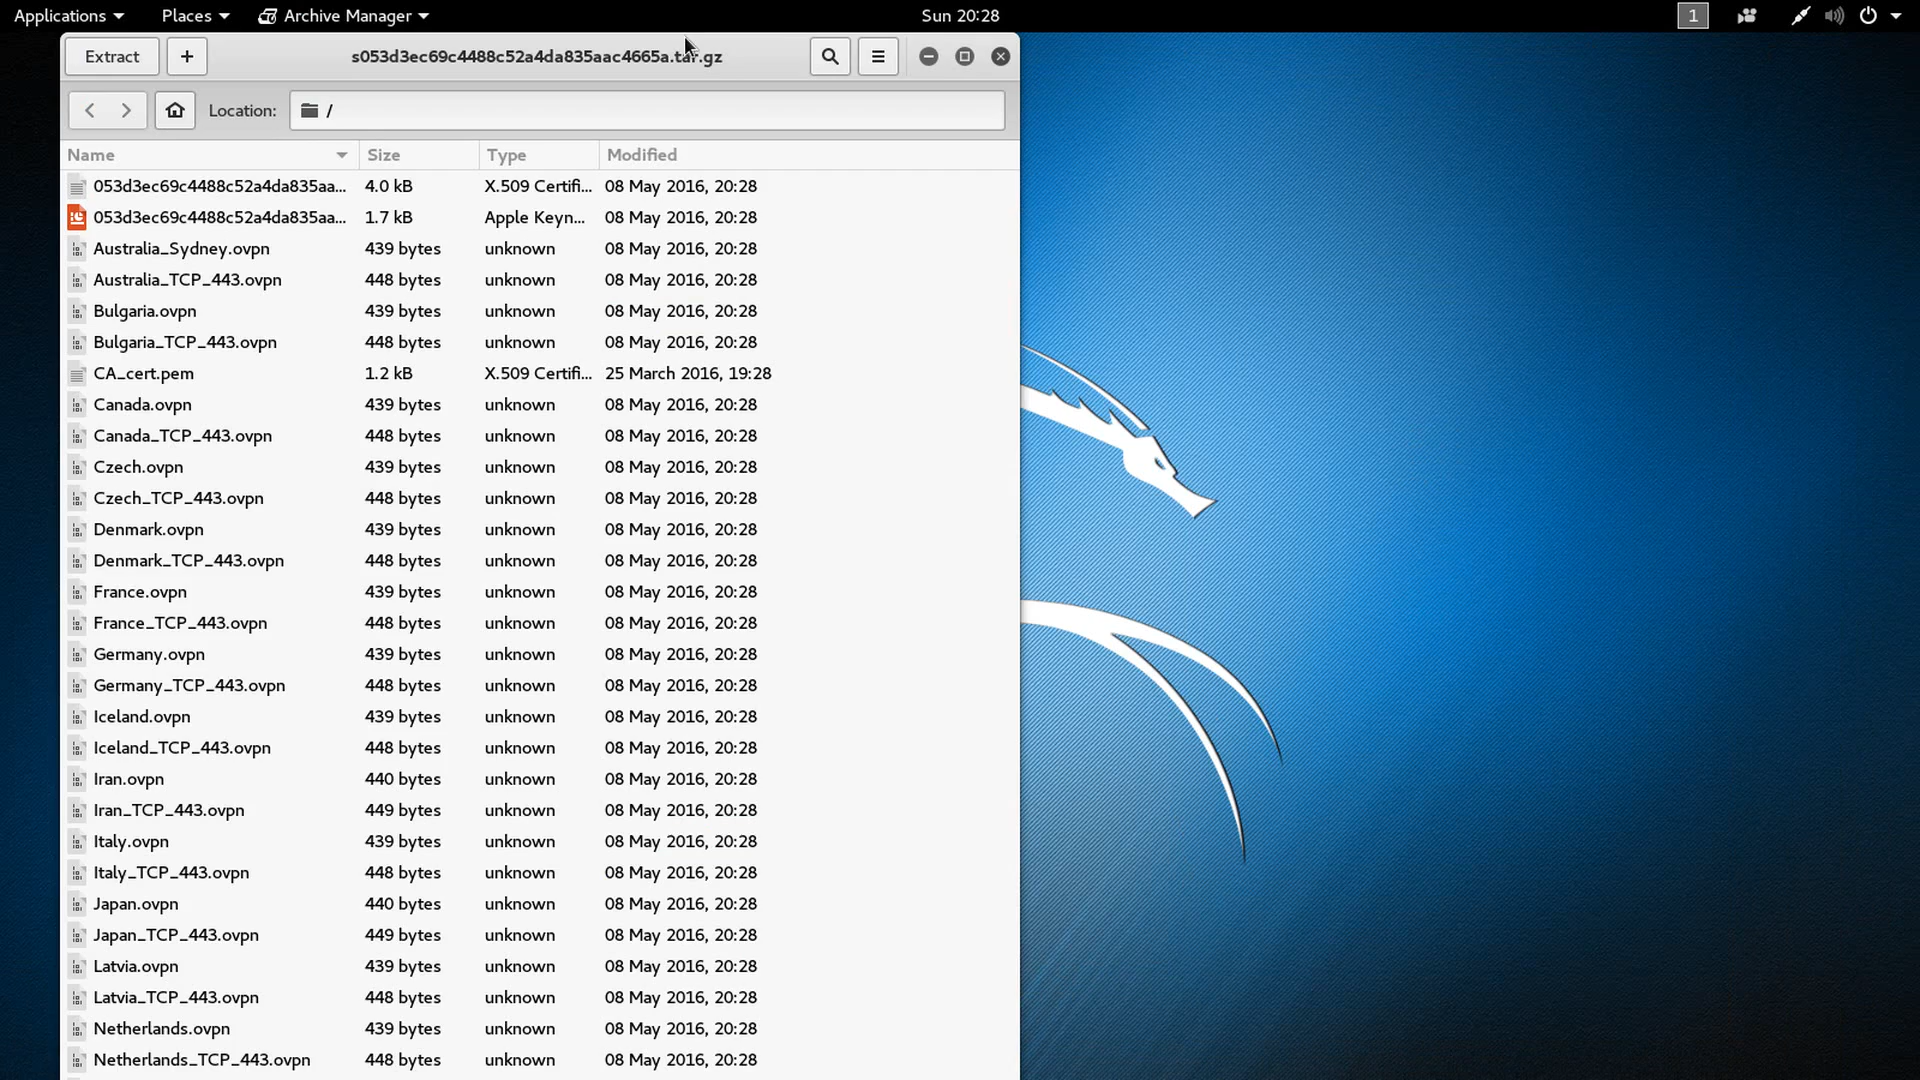 Applications Places Archive Manager Sun 20:28 1
Extract + s053d3ec69c4488c52a4da835aac4665a.tar.gz
Location: /
Name Size Type Modified
053d3ec69c4488c52a4da835aa... 4.0 kB X.509 Certifi... 08 May 2016, 20:28
053d3ec69c4488c52a4da835aa... 1.7 kB Apple Keyn... 08 May 2016, 20:28
Australia_Sydney.ovpn 439 bytes unknown 08 May 2016, 20:28
Australia_TCP_443.ovpn 448 bytes unknown 08 May 2016, 20:28
Bulgaria.ovpn 439 bytes unknown 08 May 2016, 20:28
Bulgaria_TCP_443.ovpn 448 bytes unknown 08 May 2016, 20:28
CA_cert.pem 1.2 kB X.509 Certifi... 25 March 2016, 19:28
Canada.ovpn 439 bytes unknown 08 May 2016, 20:28
Canada_TCP_443.ovpn 448 bytes unknown 08 May 2016, 20:28
Czech.ovpn 439 bytes unknown 08 May 2016, 20:28
Czech_TCP_443.ovpn 448 bytes unknown 08 May 2016, 20:28
Denmark.ovpn 439 bytes unknown 08 May 2016, 20:28
Denmark_TCP_443.ovpn 448 bytes unknown 08 May 2016, 20:28
France.ovpn 439 bytes unknown 08 May 2016, 20:28
France_TCP_443.ovpn 448 bytes unknown 08 May 2016, 20:28
Germany.ovpn 439 bytes unknown 08 May 2016, 20:28
Germany_TCP_443.ovpn 448 bytes unknown 08 May 2016, 20:28
Iceland.ovpn 439 bytes unknown 08 May 2016, 20:28
Iceland_TCP_443.ovpn 448 bytes unknown 08 May 2016, 20:28
Iran.ovpn 440 bytes unknown 08 May 2016, 20:28
Iran_TCP_443.ovpn 449 bytes unknown 08 May 2016, 20:28
Italy.ovpn 439 bytes unknown 08 May 2016, 20:28
Italy_TCP_443.ovpn 448 bytes unknown 08 May 2016, 20:28
Japan.ovpn 440 bytes unknown 08 May 2016, 20:28
Japan_TCP_443.ovpn 449 bytes unknown 08 May 2016, 20:28
Latvia.ovpn 439 bytes unknown 08 May 2016, 20:28
Latvia_TCP_443.ovpn 448 bytes unknown 08 May 2016, 20:28
Netherlands.ovpn 439 bytes unknown 08 May 2016, 20:28
Netherlands_TCP_443.ovpn 448 bytes unknown 08 May 2016, 20:28